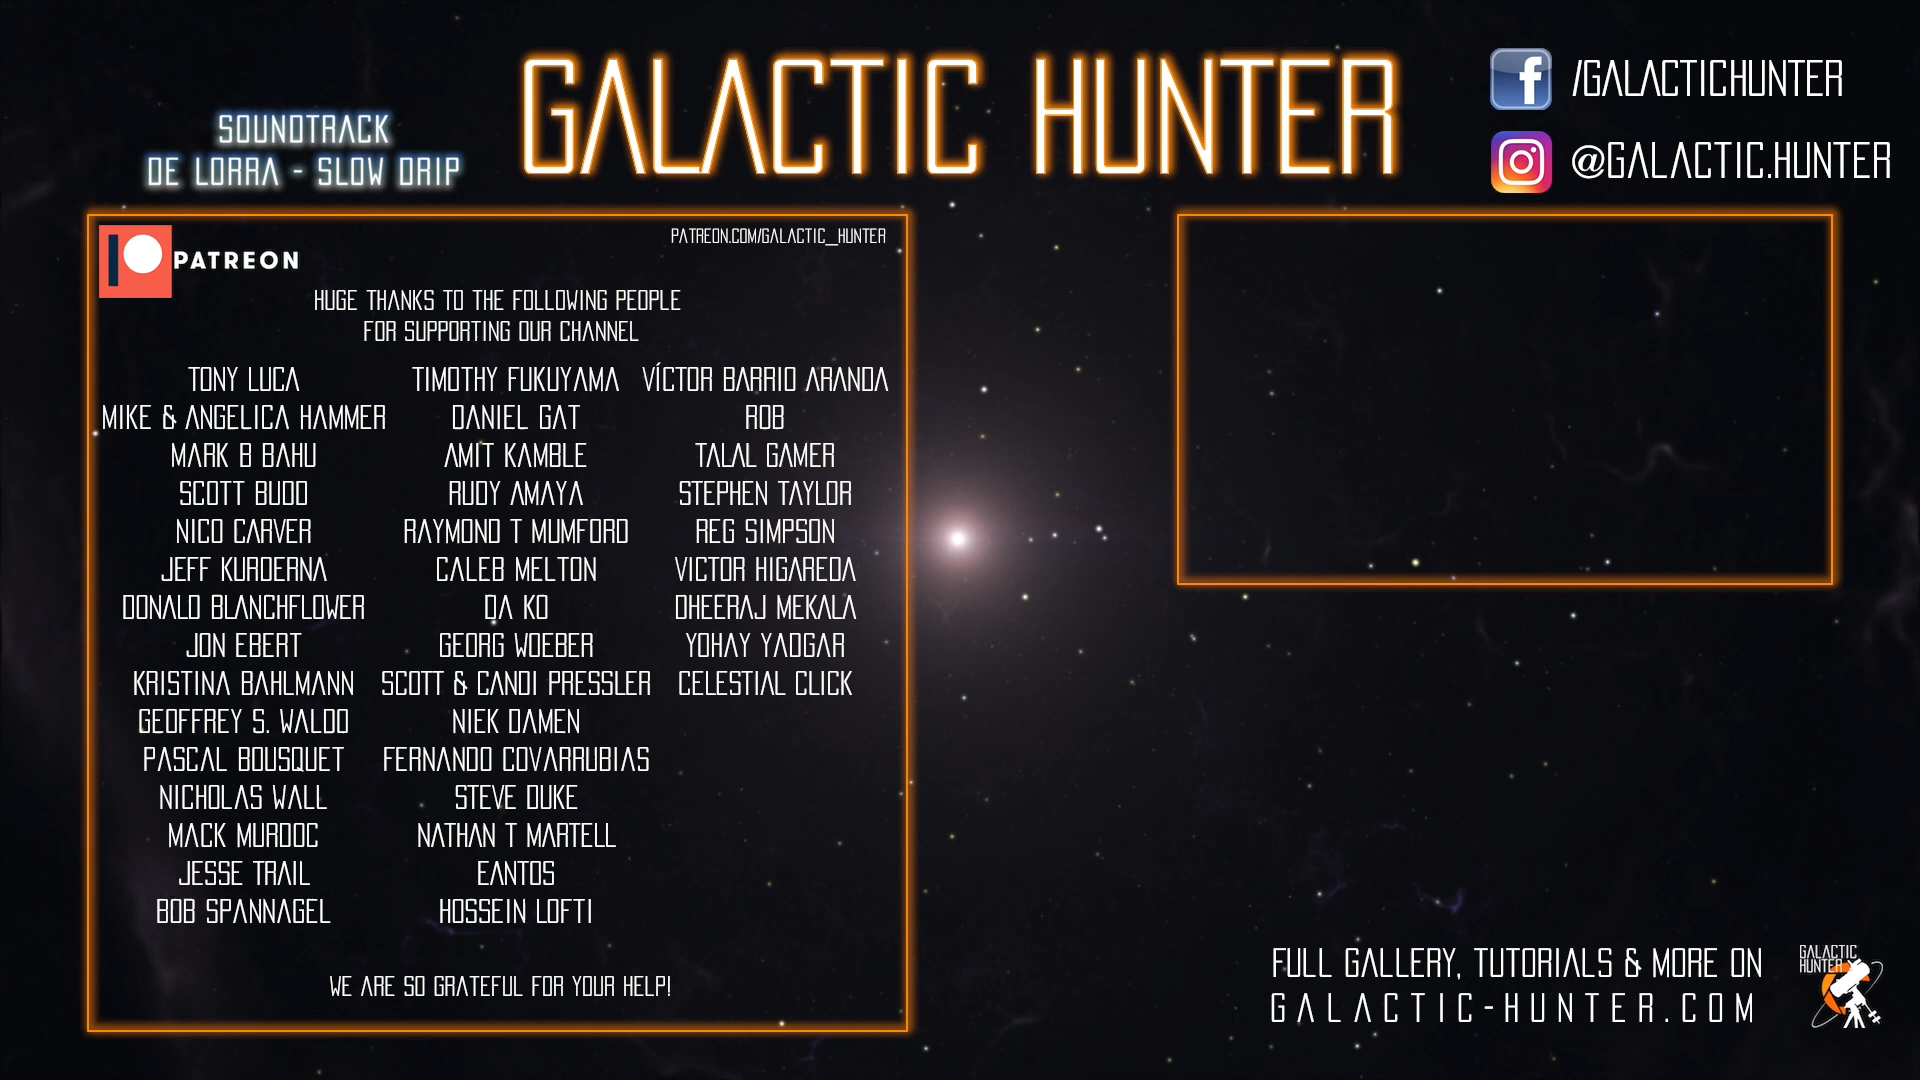 GALACTIC HUNTER
SOUNDTRACK
DE LORRA - SLOW DRIP
/GALACTICHUNTER
@GALACTIC.HUNTER
PATREON
PATREON.COM/GALACTIC_HUNTER
HUGE THANKS TO THE FOLLOWING PEOPLE
FOR SUPPORTING OUR CHANNEL
TONY LUCA
MIKE & ANGELICA HAMMER
MARK B BAHU
SCOTT BUDD
NICO CARVER
JEFF KURDERNA
DONALD BLANCHFLOWER
JON EBERT
KRISTINA BAHLMANN
GEOFFREY S. WALDO
PASCAL BOUSQUET
NICHOLAS WALL
MACK MURDOC
JESSE TRAIL
BOB SPANNAGEL
TIMOTHY FUKUYAMA
DANIEL GAT
AMIT KAMBLE
RUDY AMAYA
RAYMOND T MUMFORD
CALEB MELTON
DA KO
GEORG WOEBER
SCOTT & CANDI PRESSLER
NIEK DAMEN
FERNANDO COVARRUBIAS
STEVE DUKE
NATHAN T MARTELL
EANTOS
HOSSEIN LOFTI
VÍCTOR BARRIO ARANDA
ROB
TALAL GAMER
STEPHEN TAYLOR
REG SIMPSON
VICTOR HIGAREDA
DHEERAJ MEKALA
YOHAY YADGAR
CELESTIAL CLICK
WE ARE SO GRATEFUL FOR YOUR HELP!
FULL GALLERY, TUTORIALS & MORE ON
GALACTIC-HUNTER.COM
GALACTIC
HUNTER